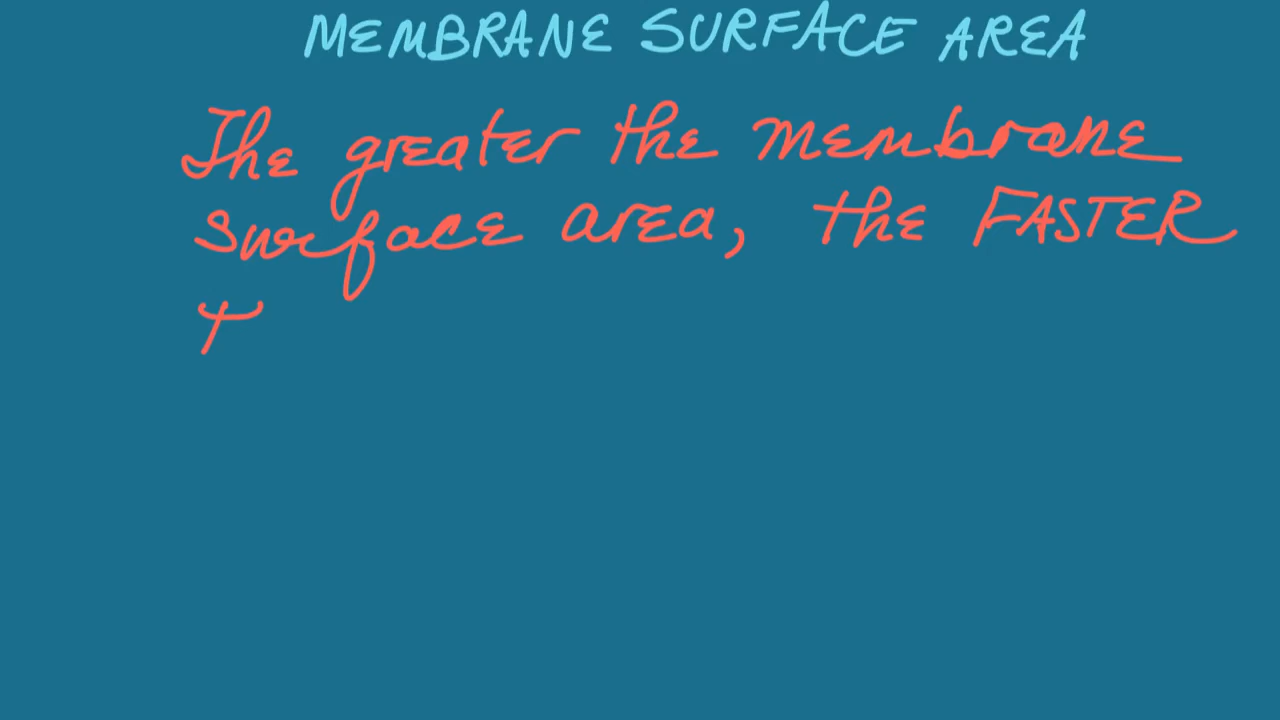 MEMBRANE SURFACE AREA
The greater the membrane
surface area, the FASTER
t